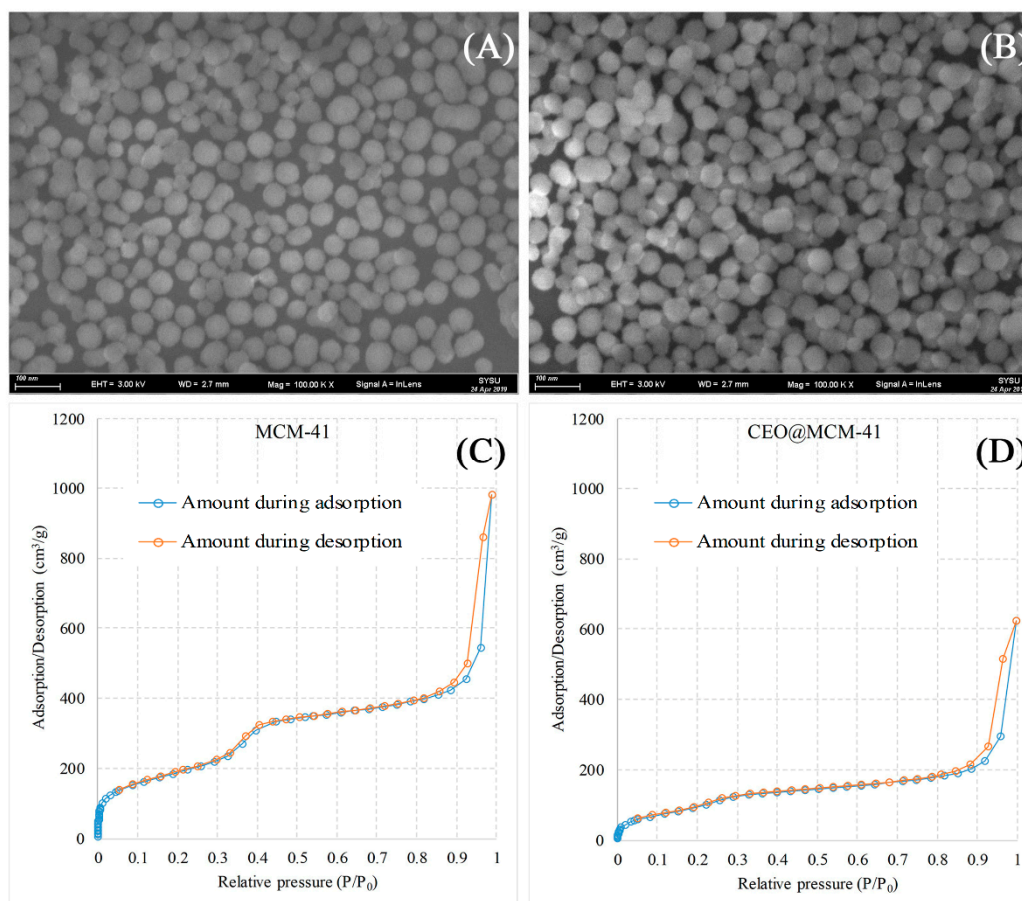 (A)
100 nm EHT = 3.00 kV WD = 2.7 mm Mag = 100.00 K X Signal A = InLens SYSU
24 Apr 2019
(B)
100 nm EHT = 3.00 kV WD = 2.7 mm Mag = 100.00 K X Signal A = InLens SYSU
24 Apr 2019
MCM-41
(C)
Amount during adsorption
Amount during desorption
Adsorption/Desorption (cm³/g)
1200
1000
800
600
400
200
0
0 0.1 0.2 0.3 0.4 0.5 0.6 0.7 0.8 0.9 1
Relative pressure (P/P₀)
CEO@MCM-41
(D)
Amount during adsorption
Amount during desorption
Adsorption/Desorption (cm³/g)
1200
1000
800
600
400
200
0
0 0.1 0.2 0.3 0.4 0.5 0.6 0.7 0.8 0.9 1
Relative pressure (P/P₀)